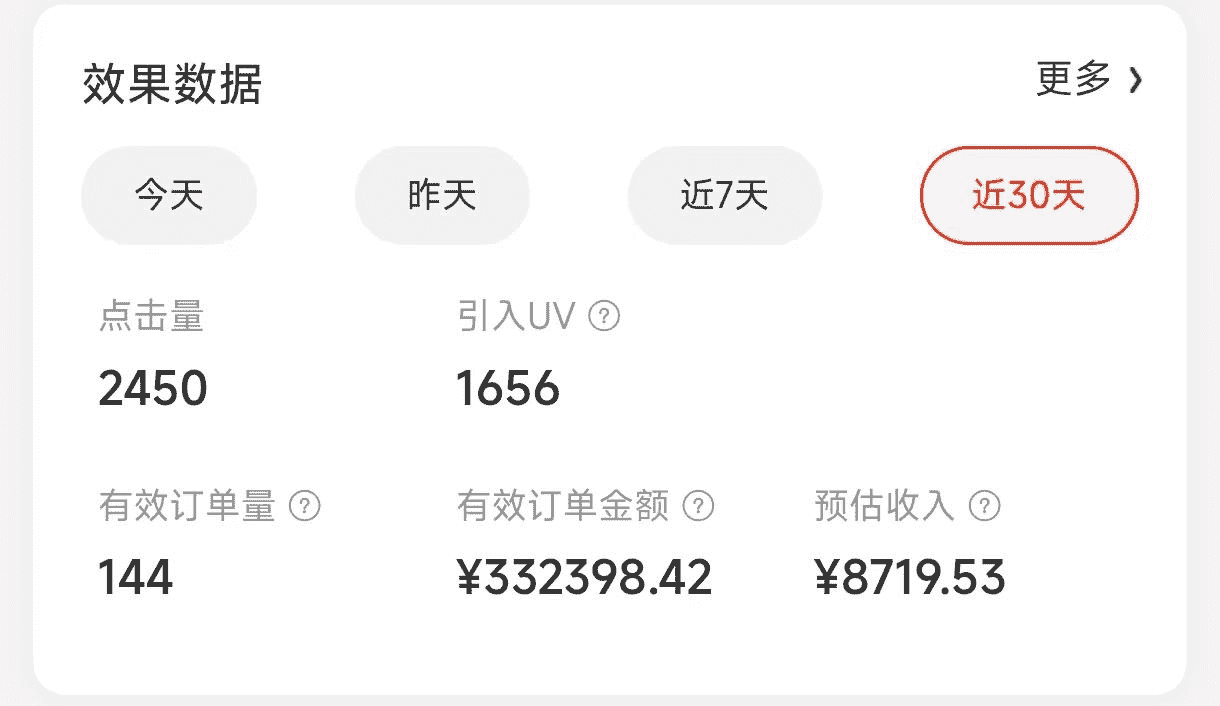 效果数据 更多 >
今天 昨天 近7天 近30天
点击量 引入UV ?
2450 1656
有效订单量 ? 有效订单金额 ? 预估收入 ?
144 ¥332398.42 ¥8719.53